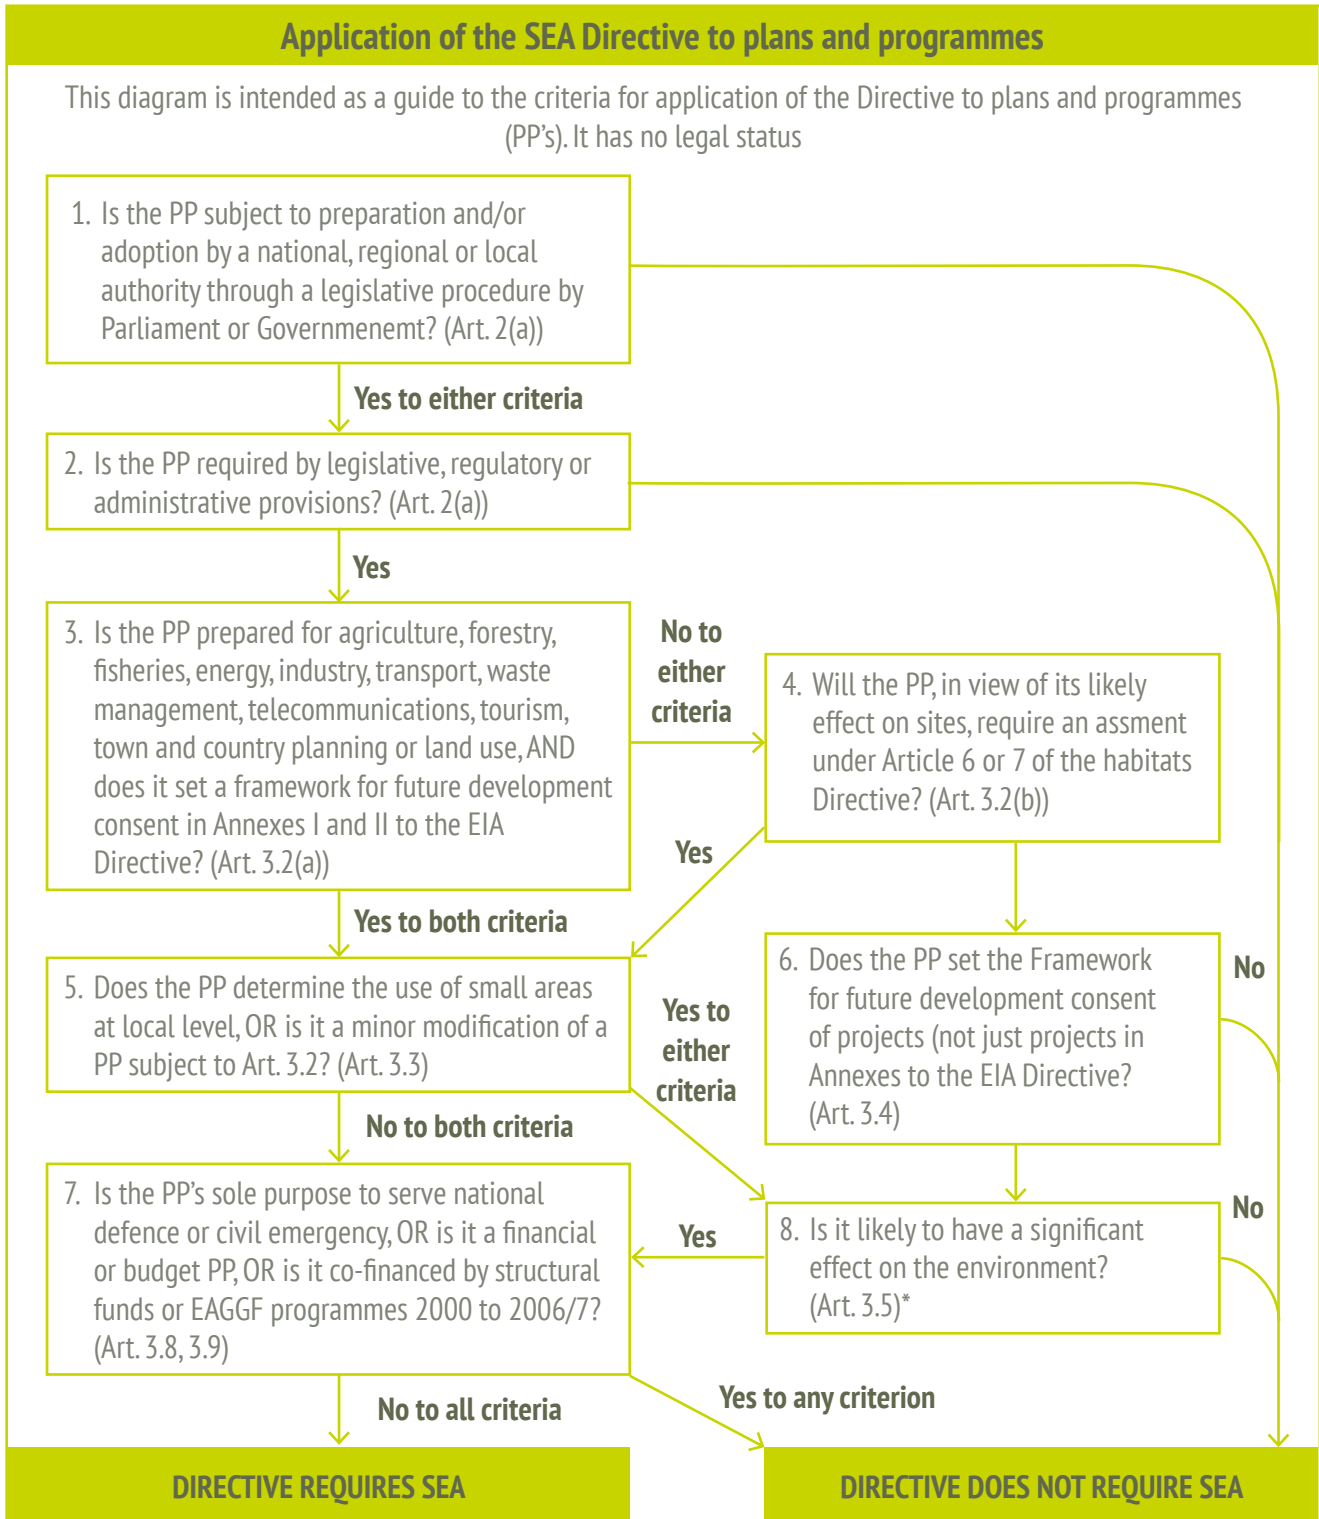 Application of the SEA Directive to plans and programmes
This diagram is intended as a guide to the criteria for application of the Directive to plans and programmes
(PP's). It has no legal status
1. Is the PP subject to preparation and/or
adoption by a national, regional or local
authority through a legislative procedure by
Parliament or Governmenemt? (Art. 2(a))
Yes to either criteria
2. Is the PP required by legislative, regulatory or
administrative provisions? (Art. 2(a))
Yes
3. Is the PP prepared for agriculture, forestry,
fisheries, energy, industry, transport, waste
management, telecommunications, tourism,
town and country planning or land use, AND
does it set a framework for future development
consent in Annexes I and II to the EIA
Directive? (Art. 3.2(a))
No to
either
criteria
4. Will the PP, in view of its likely
effect on sites, require an assment
under Article 6 or 7 of the habitats
Directive? (Art. 3.2(b))
Yes
Yes to both criteria
5. Does the PP determine the use of small areas
at local level, OR is it a minor modification of a
PP subject to Art. 3.2? (Art. 3.3)
Yes to
either
criteria
6. Does the PP set the Framework
for future development consent
of projects (not just projects in
Annexes to the EIA Directive?
(Art. 3.4)
No
No to both criteria
7. Is the PP's sole purpose to serve national
defence or civil emergency, OR is it a financial
or budget PP, OR is it co-financed by structural
funds or EAGGF programmes 2000 to 2006/7?
(Art. 3.8, 3.9)
Yes
8. Is it likely to have a significant
effect on the environment?
(Art. 3.5)*
No
No to all criteria
Yes to any criterion
DIRECTIVE REQUIRES SEA
DIRECTIVE DOES NOT REQUIRE SEA